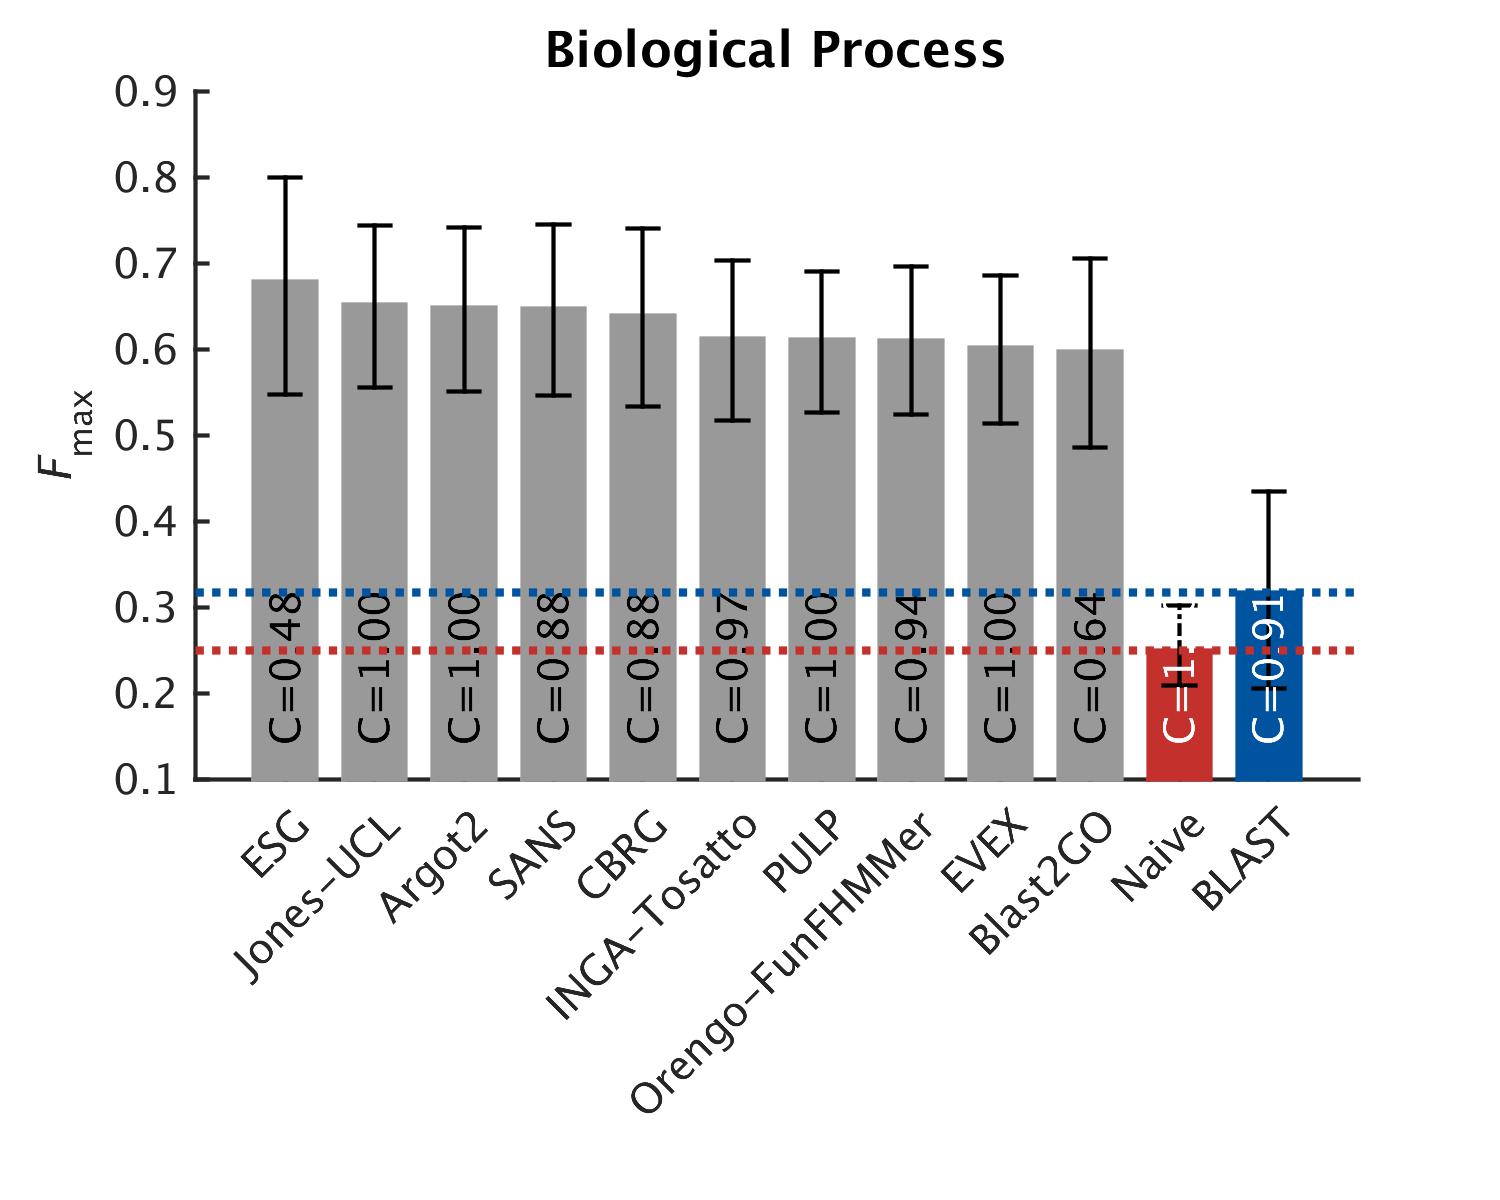 Biological Process
0.9
0.8
0.7
0.6
0.5
0.4
0.3
0.2
0.1
Fmax
C=0.48
C=1.00
C=1.00
C=0.88
C=0.88
C=0.97
C=1.00
C=0.94
C=1.00
C=0.64
C=1
C=0.91
ESG
Jones-UCL
Argot2
SANS
CBRG
INGA-Tosatto
PULP
Orengo-FunFHMMer
EVEX
Blast2GO
Naive
BLAST